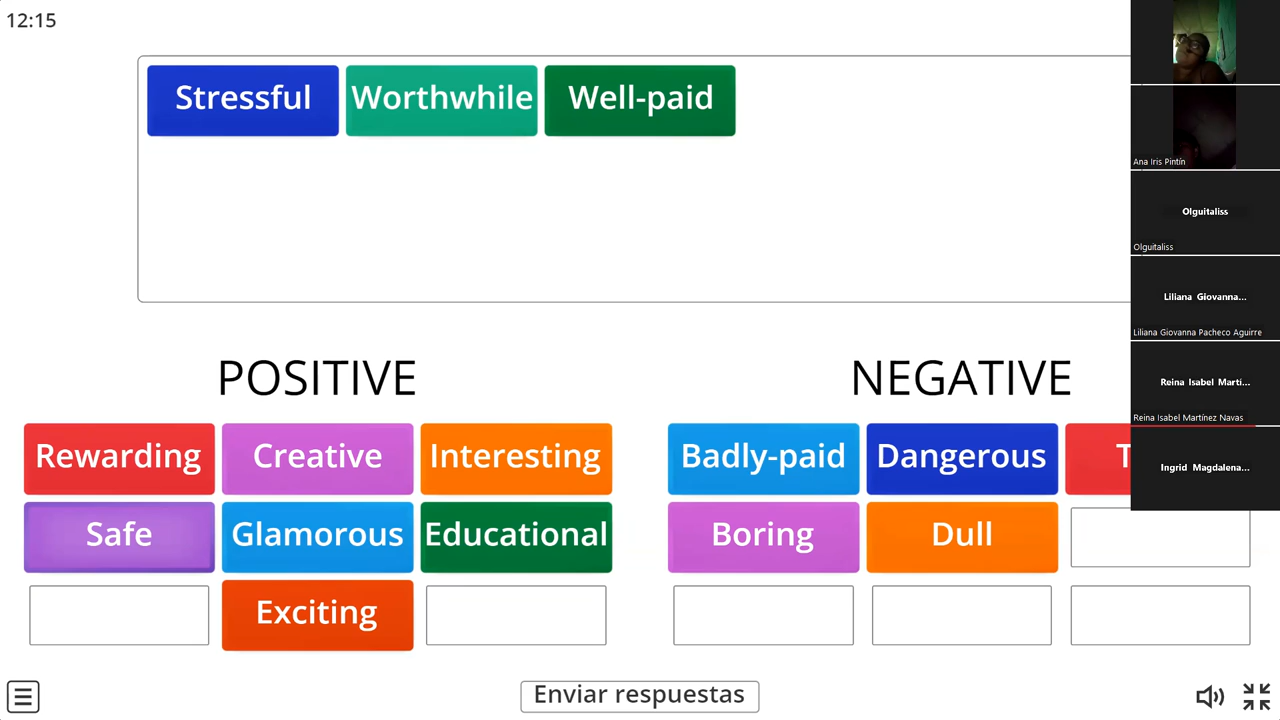 12:15
Stressful
Worthwhile
Well-paid
POSITIVE
NEGATIVE
Rewarding
Creative
Interesting
Badly-paid
Dangerous
Safe
Glamorous
Educational
Boring
Dull
Exciting
Enviar respuestas
Ana Iris Pintín
Olguitaliss
Olguitaliss
Liliana Giovanna...
Liliana Giovanna Pacheco Aguirre
Reina Isabel Martí...
Reina Isabel Martínez Navas
Ingrid Magdalena...